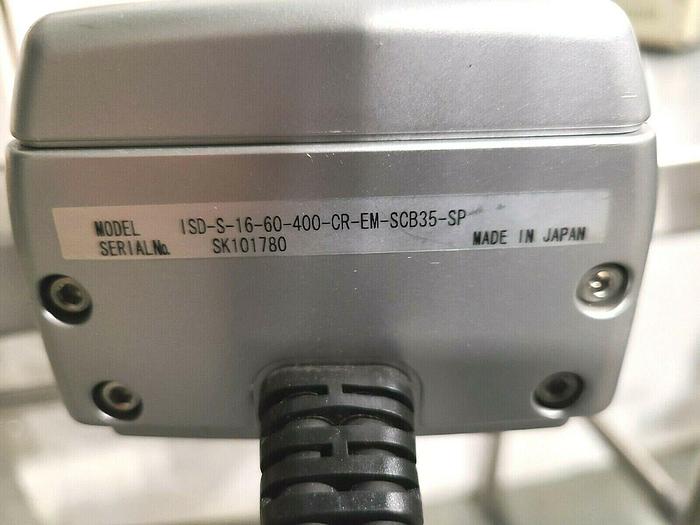 MODEL ISD-S-16-60-400-CR-EM-SCB35-SP
SERIAL№ SK101780 MADE IN JAPAN